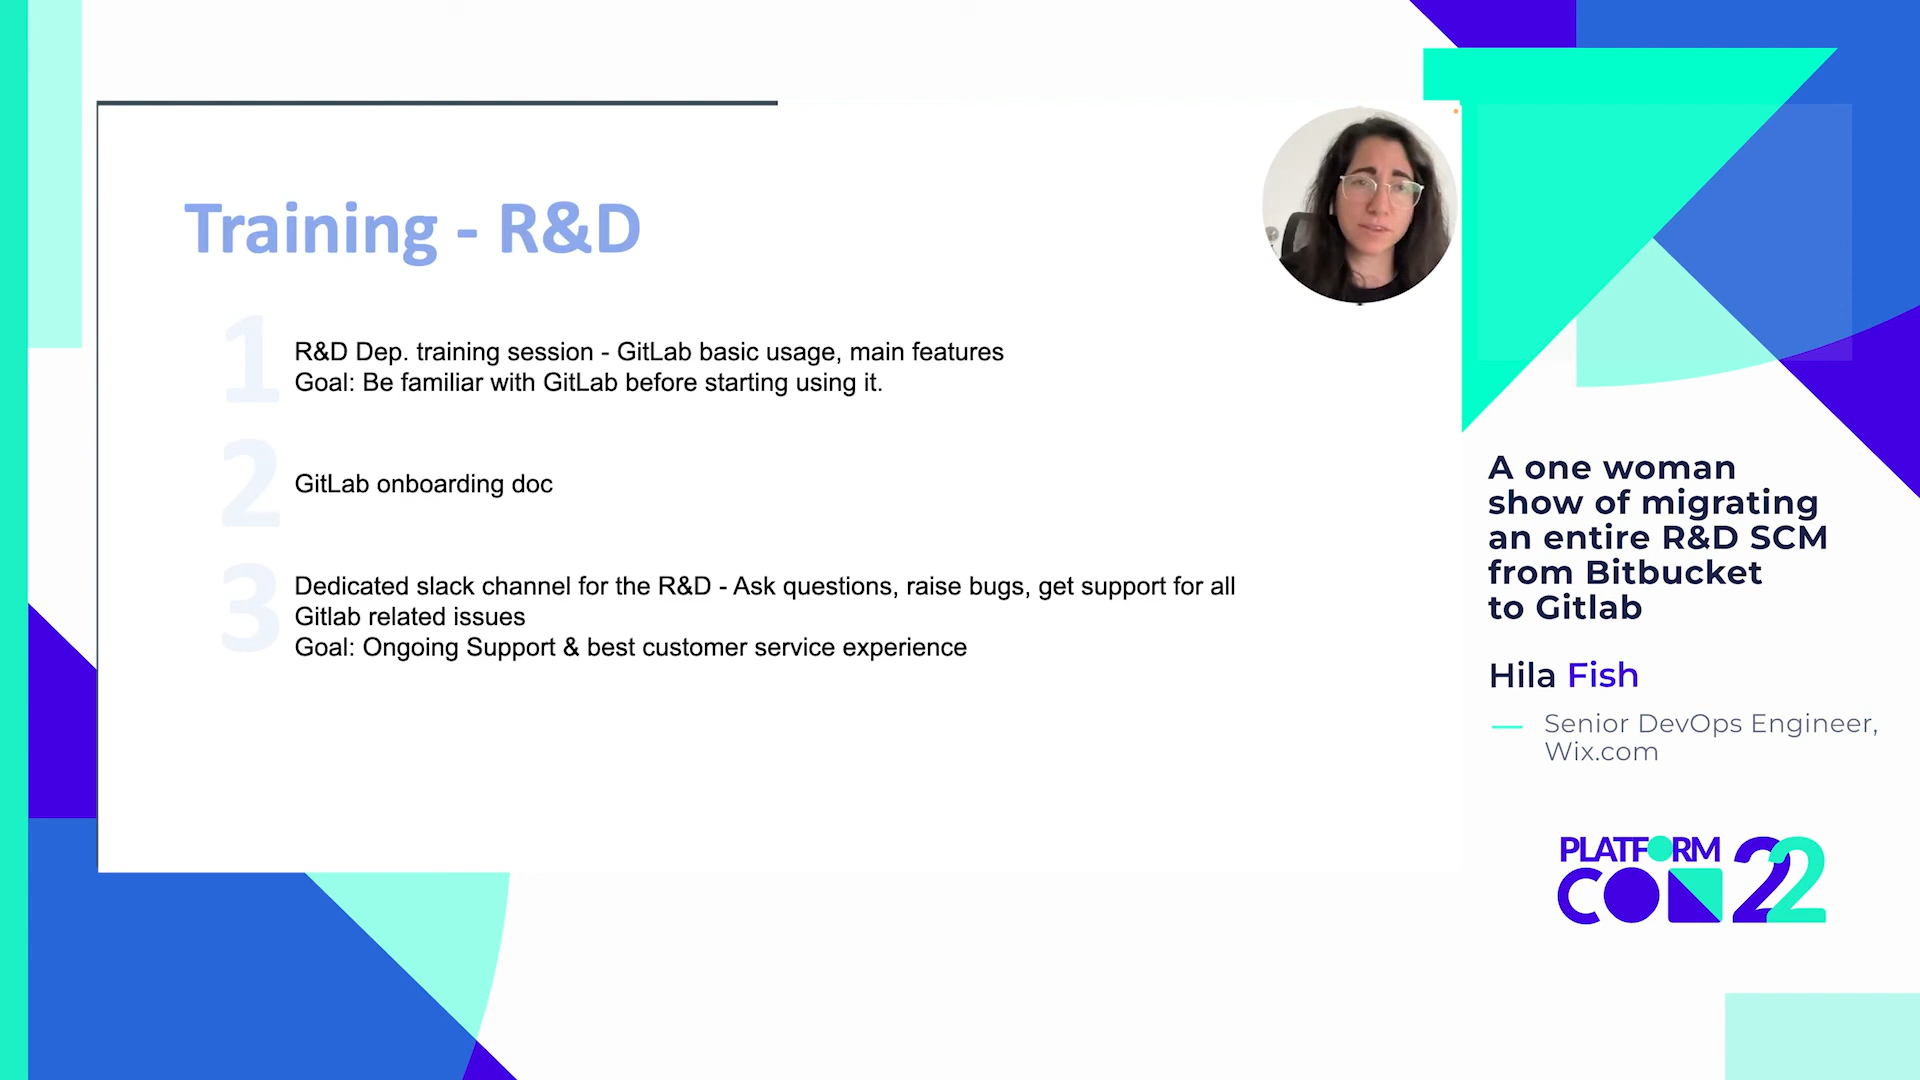 Training - R&D
1
R&D Dep. training session - GitLab basic usage, main features
Goal: Be familiar with GitLab before starting using it.
2
GitLab onboarding doc
3
Dedicated slack channel for the R&D - Ask questions, raise bugs, get support for all
Gitlab related issues
Goal: Ongoing Support & best customer service experience
A one woman
show of migrating
an entire R&D SCM
from Bitbucket
to Gitlab
Hila Fish
Senior DevOps Engineer,
Wix.com
PLATFORM
CON 22